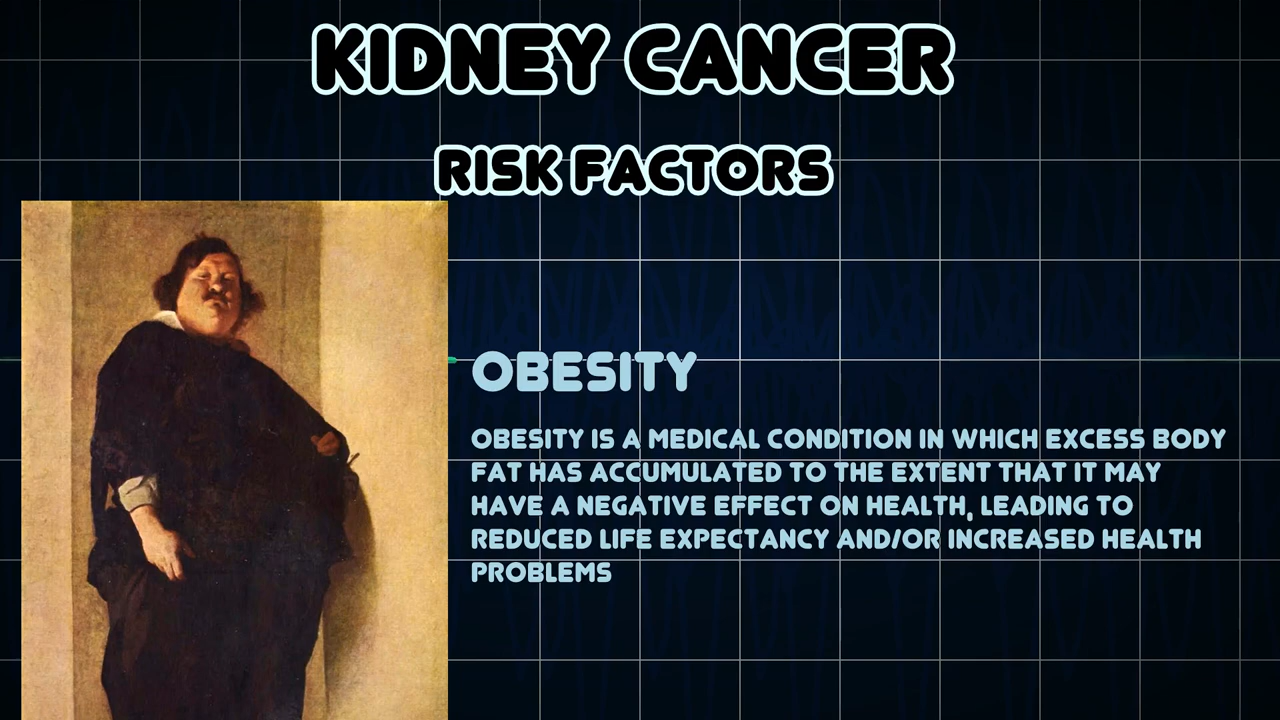 KIDNEY CANCER
RISK FACTORS
OBESITY
OBESITY IS A MEDICAL CONDITION IN WHICH EXCESS BODY
FAT HAS ACCUMULATED TO THE EXTENT THAT IT MAY
HAVE A NEGATIVE EFFECT ON HEALTH, LEADING TO
REDUCED LIFE EXPECTANCY AND/OR INCREASED HEALTH
PROBLEMS